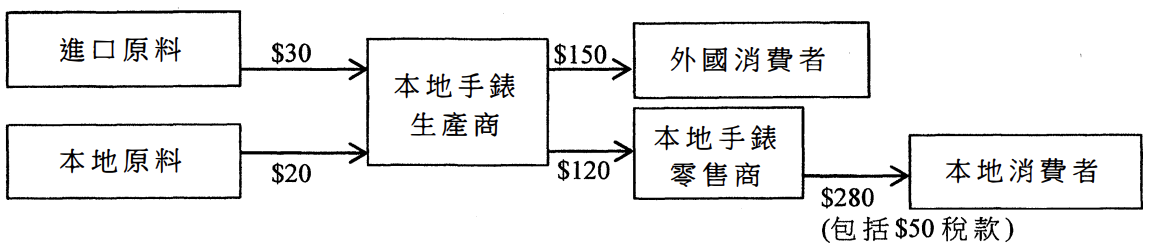 進口原料
$30
本地原料
$20
本地手錶
生產商
$150
外國消費者
$120
本地手錶
零售商
$280
(包括$50稅款)
本地消費者